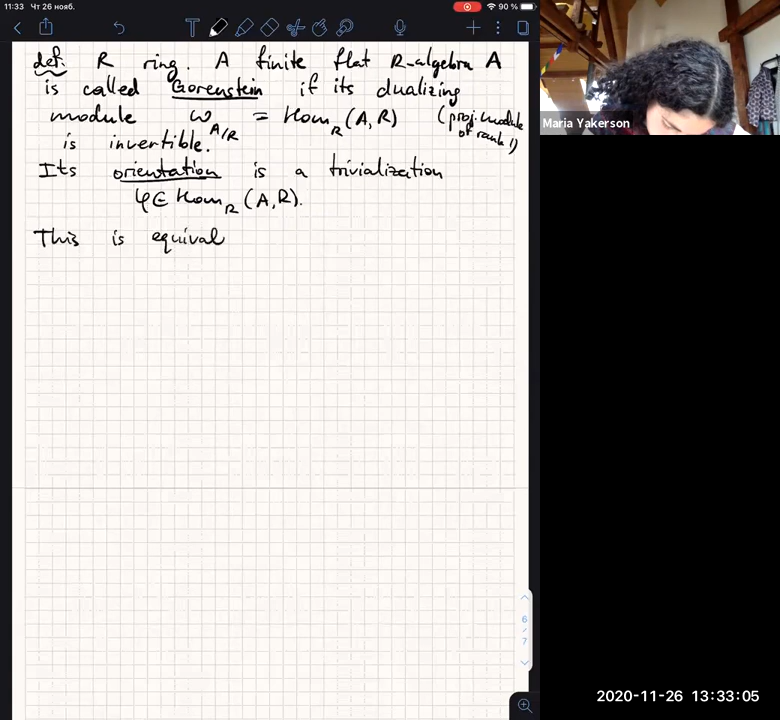 11:33 Чт 26 нояб.
90 %
def. R ring. A finite flat R-algebra A
is called Gorenstein if its dualizing
module ω_{A/R} = Hom_R (A, R) (proj. module of rank 1)
is invertible.
Its orientation is a trivialization
φ ∈ Hom_R (A, R).
This is equival
6 / 7
Maria Yakerson
2020-11-26 13:33:05